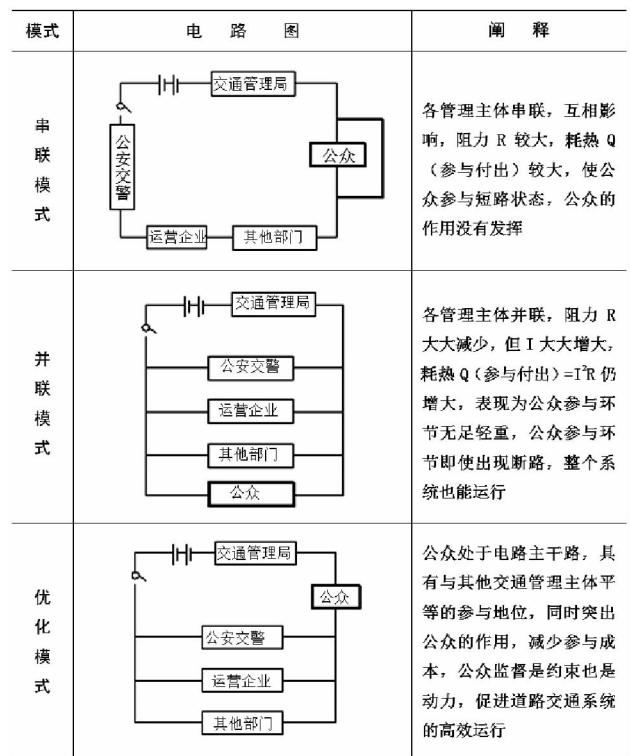 模式 电路图 阐释
串联模式
交通管理局
公安交警
公众
运营企业 其他部门
各管理主体串联，互相影
响，阻力 R 较大，耗热 Q
（参与付出）较大，使公
众参与短路状态，公众的
作用没有发挥
并联模式
交通管理局
公安交警
运营企业
其他部门
公众
各管理主体并联，阻力 R
大大减少，但 I 大大增大，
耗热 Q（参与付出）=I²R 仍
增大，表现为公众参与环
节无足轻重，公众参与环
节即使出现断路，整个系
统也能运行
优化模式
交通管理局
公众
公安交警
运营企业
其他部门
公众处于电路主干路，具
有与其他交通管理主体平
等的参与地位，同时突出
公众的作用，减少参与成
本，公众监督是约束也是
动力，促进道路交通系统
的高效运行